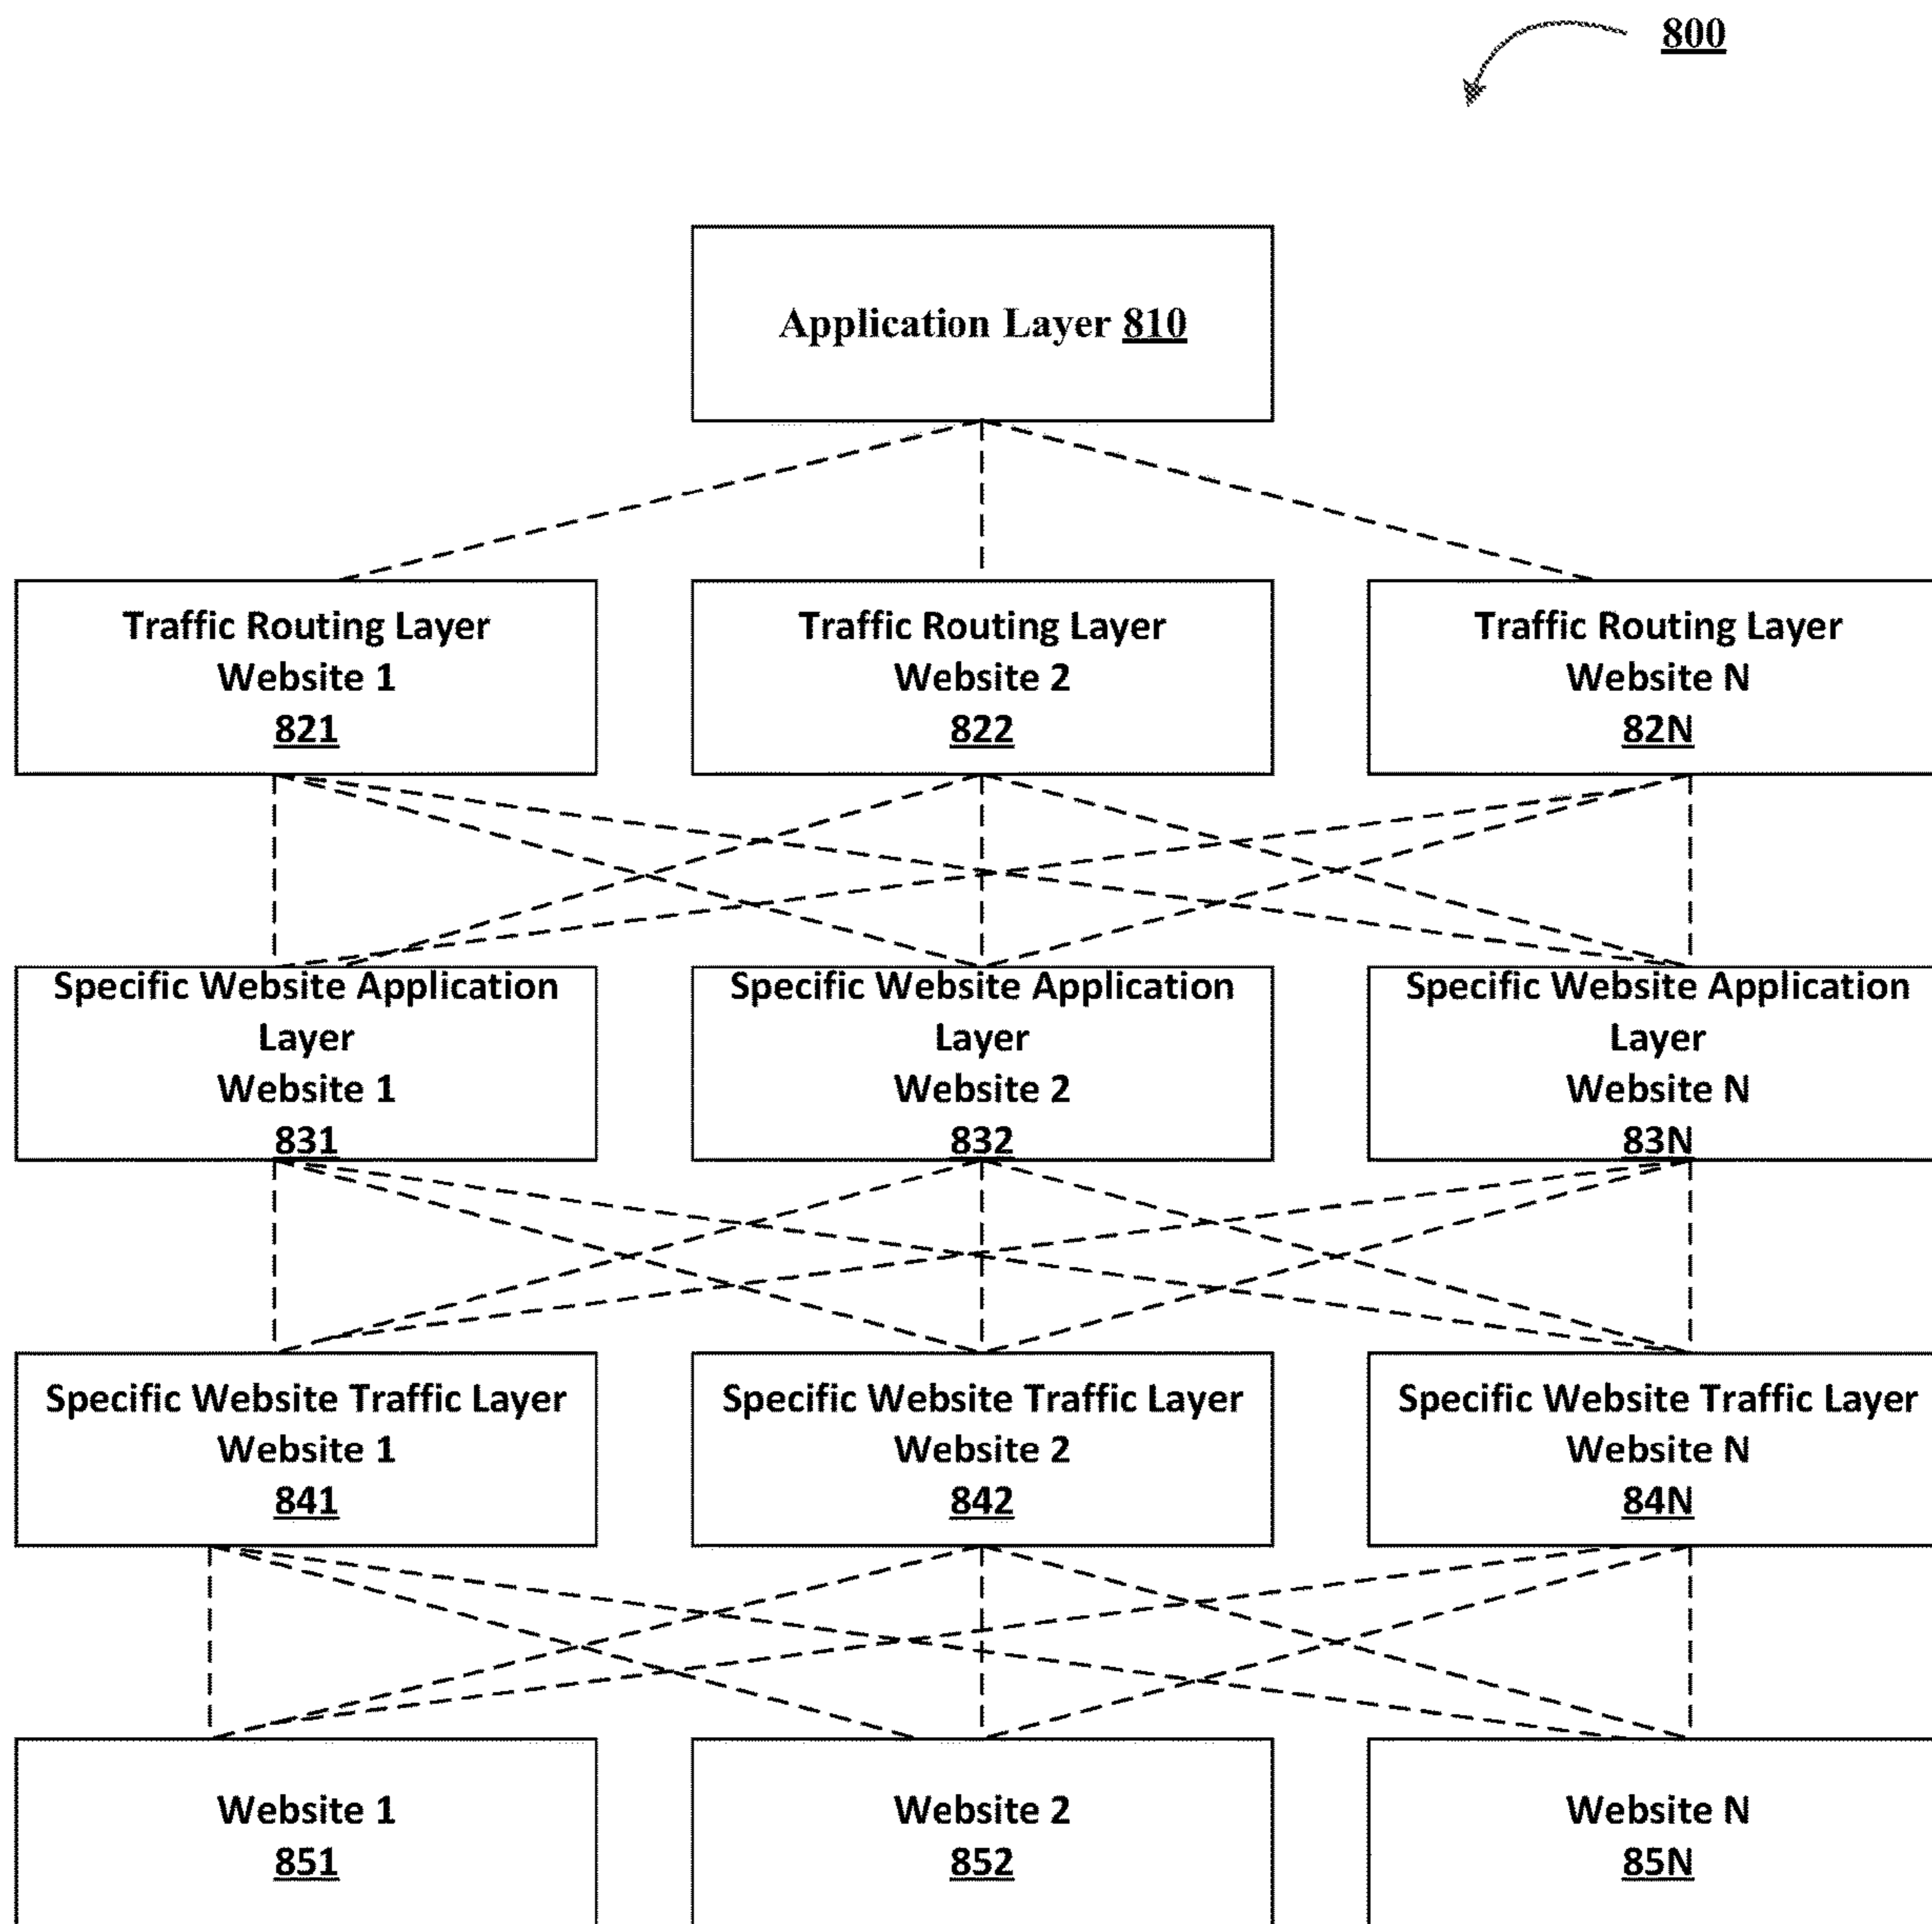 800
Application Layer 810
Traffic Routing Layer
Website 1
821
Traffic Routing Layer
Website 2
822
Traffic Routing Layer
Website N
82N
Specific Website Application
Layer
Website 1
831
Specific Website Application
Layer
Website 2
832
Specific Website Application
Layer
Website N
83N
Specific Website Traffic Layer
Website 1
841
Specific Website Traffic Layer
Website 2
842
Specific Website Traffic Layer
Website N
84N
Website 1
851
Website 2
852
Website N
85N